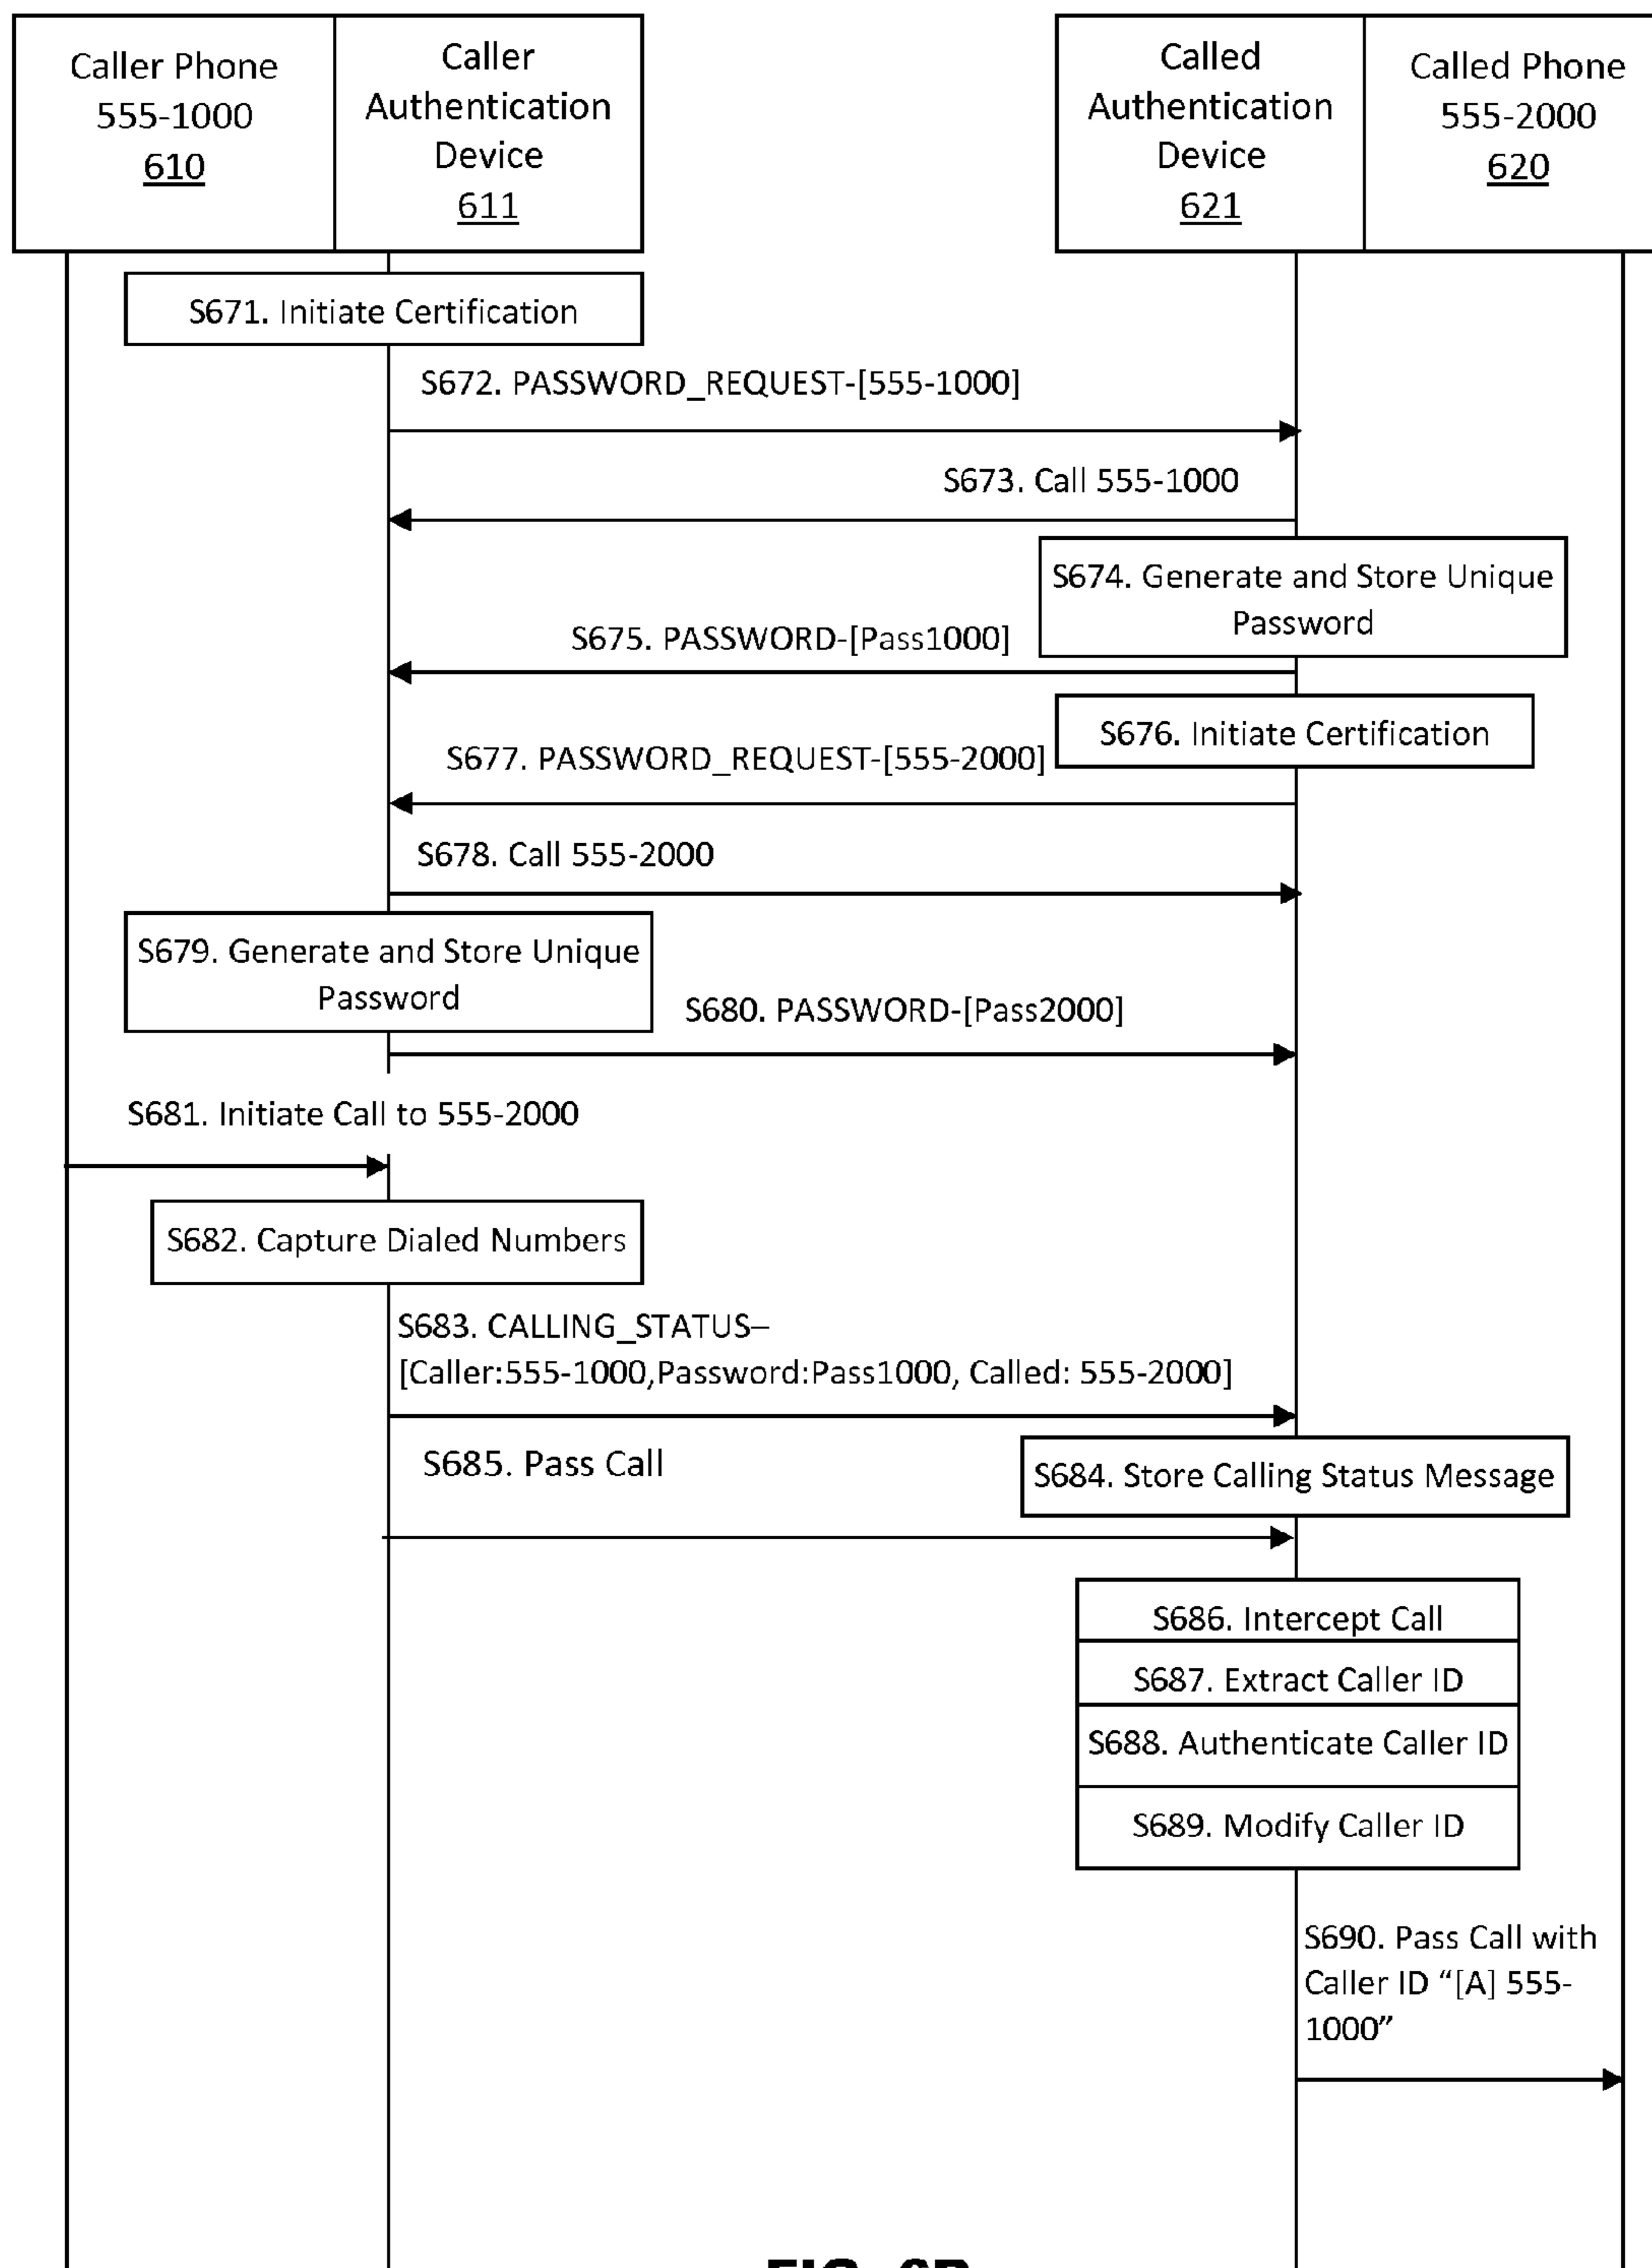 Caller Phone
555-1000
610
Caller
Authentication
Device
611
Called
Authentication
Device
621
Called Phone
555-2000
620
S671. Initiate Certification
S672. PASSWORD_REQUEST-[555-1000]
S673. Call 555-1000
S674. Generate and Store Unique
Password
S675. PASSWORD-[Pass1000]
S676. Initiate Certification
S677. PASSWORD_REQUEST-[555-2000]
S678. Call 555-2000
S679. Generate and Store Unique
Password
S680. PASSWORD-[Pass2000]
S681. Initiate Call to 555-2000
S682. Capture Dialed Numbers
S683. CALLING_STATUS–
[Caller:555-1000,Password:Pass1000, Called: 555-2000]
S685. Pass Call
S684. Store Calling Status Message
S686. Intercept Call
S687. Extract Caller ID
S688. Authenticate Caller ID
S689. Modify Caller ID
S690. Pass Call with
Caller ID “[A] 555-
1000”